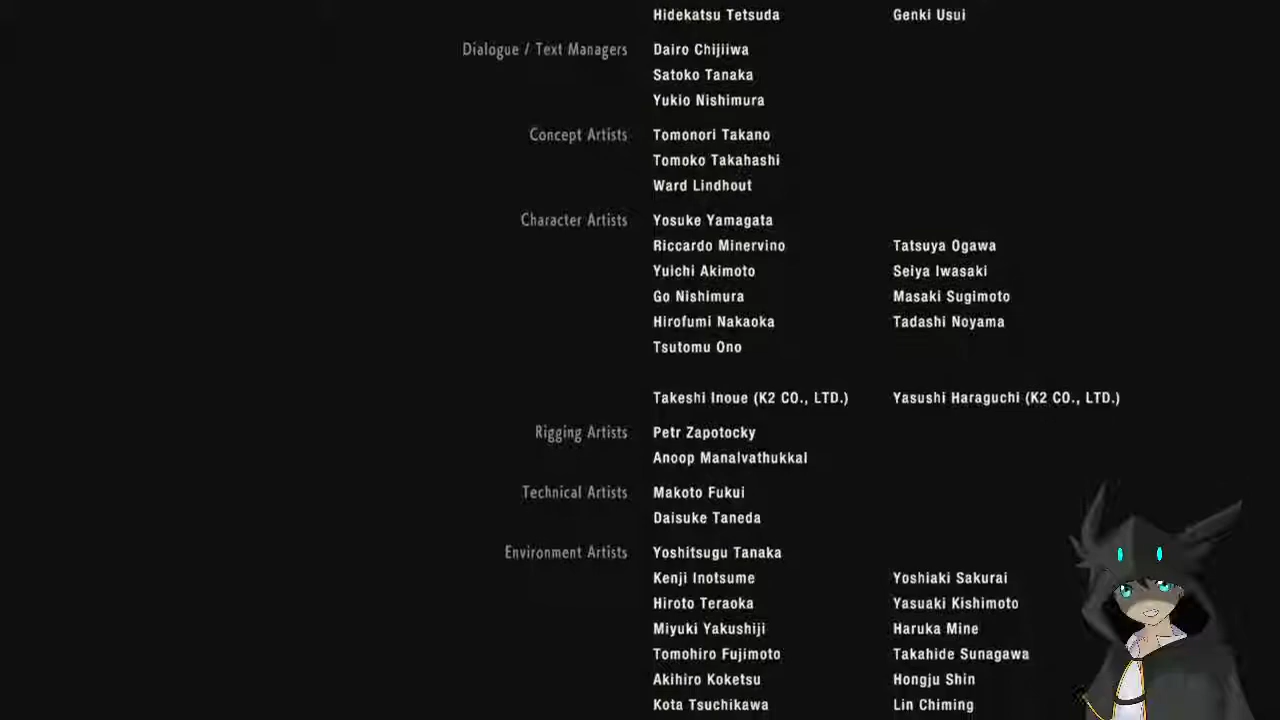 Hidekatsu Tetsuda Genki Usui
Dialogue / Text Managers Dairo Chijiiwa
Satoko Tanaka
Yukio Nishimura
Concept Artists Tomonori Takano
Tomoko Takahashi
Ward Lindhout
Character Artists Yosuke Yamagata
Riccardo Minervino Tatsuya Ogawa
Yuichi Akimoto Seiya Iwasaki
Go Nishimura Masaki Sugimoto
Hirofumi Nakaoka Tadashi Noyama
Tsutomu Ono
Takeshi Inoue (K2 CO., LTD.) Yasushi Haraguchi (K2 CO., LTD.)
Rigging Artists Petr Zapotocky
Anoop Manalvathukkal
Technical Artists Makoto Fukui
Daisuke Taneda
Environment Artists Yoshitsugu Tanaka
Kenji Inotsume Yoshiaki Sakurai
Hiroto Teraoka Yasuaki Kishimoto
Miyuki Yakushiji Haruka Mine
Tomohiro Fujimoto Takahide Sunagawa
Akihiro Koketsu Hongju Shin
Kota Tsuchikawa Lin Chiming